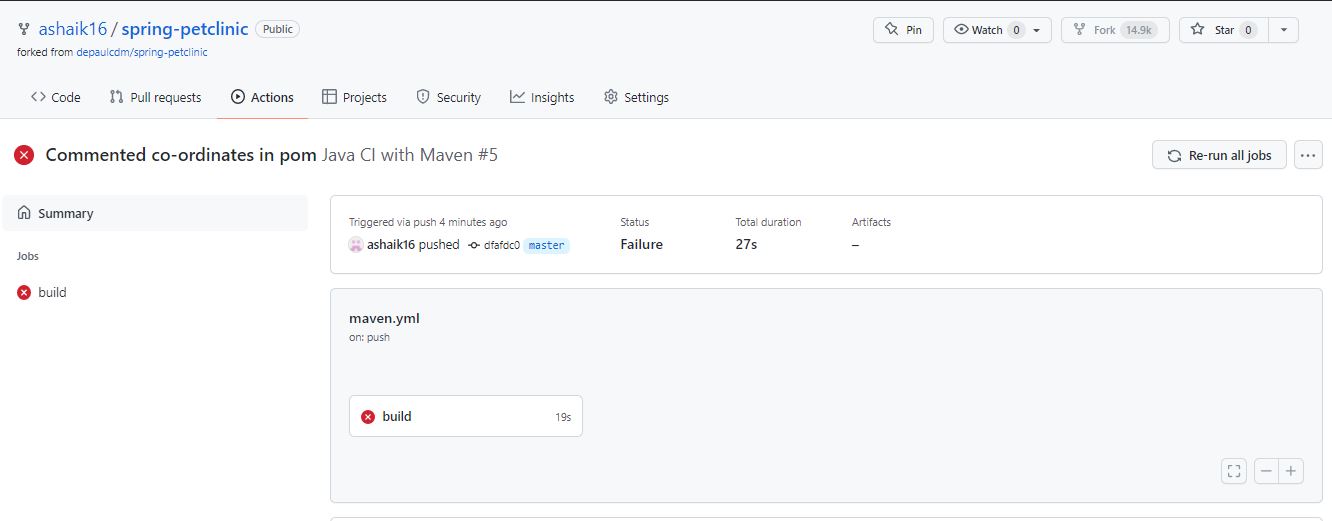 ashaik16 / spring-petclinic Public
Pin Watch 0 Fork 14.9k Star 0
forked from depaulcdm/spring-petclinic
Code Pull requests Actions Projects Security Insights Settings
Commented co-ordinates in pom Java CI with Maven #5
Re-run all jobs
Summary
Jobs
build
Triggered via push 4 minutes ago Status Total duration Artifacts
ashaik16 pushed dfafdc0 master Failure 27s –
maven.yml
on: push
build 19s